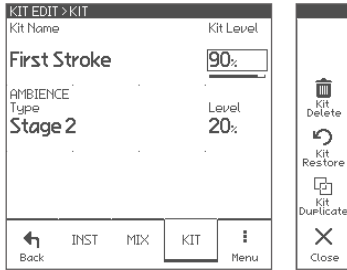 KIT EDIT>KIT
Kit Name Kit Level
First Stroke 90%
AMBIENCE
Type Level
Stage 2 20%
Back INST MIX KIT Menu
Kit
Delete
Kit
Restore
Kit
Duplicate
Close